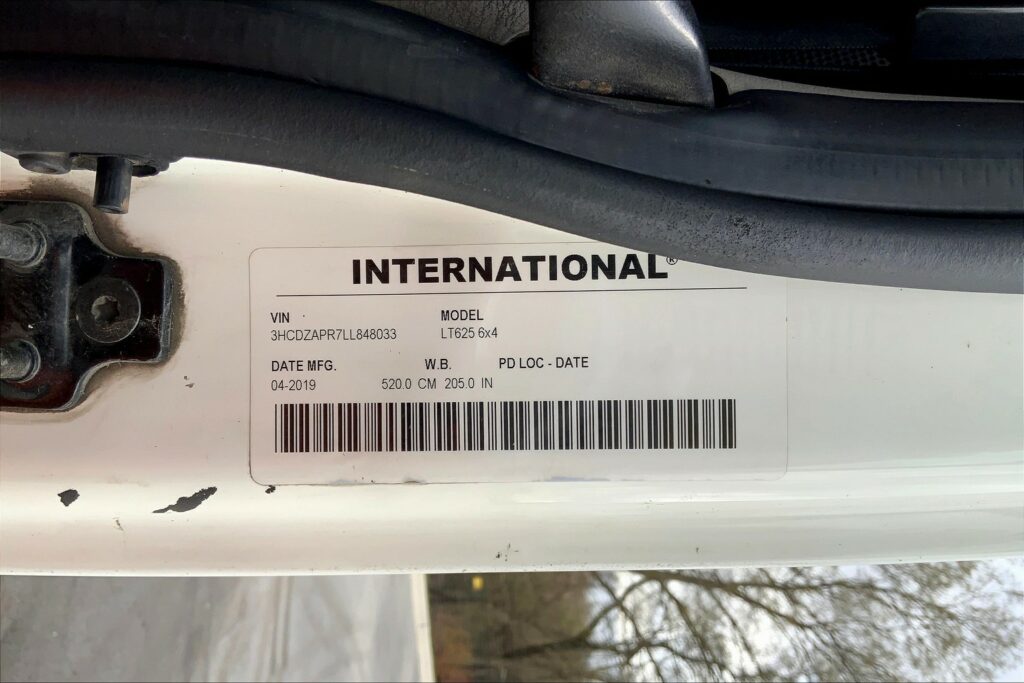 INTERNATIONAL®
VIN MODEL
3HCDZAPR7LL848033 LT625 6x4
DATE MFG. W.B. PD LOC - DATE
04-2019 520.0 CM 205.0 IN